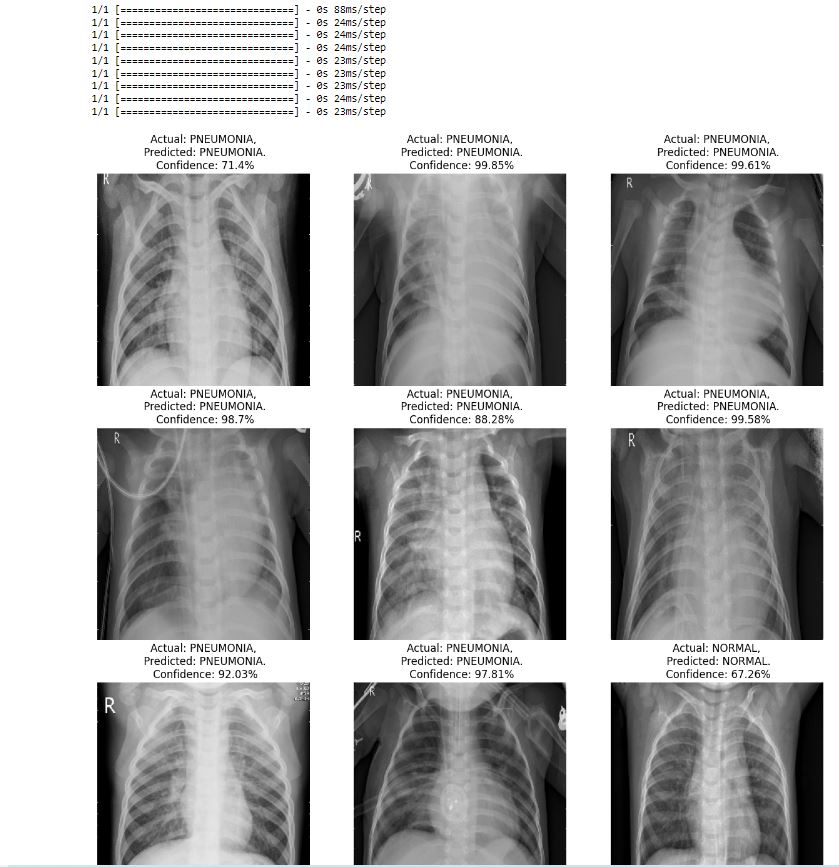 1/1 [==============================] - 0s 88ms/step
1/1 [==============================] - 0s 24ms/step
1/1 [==============================] - 0s 24ms/step
1/1 [==============================] - 0s 24ms/step
1/1 [==============================] - 0s 23ms/step
1/1 [==============================] - 0s 23ms/step
1/1 [==============================] - 0s 23ms/step
1/1 [==============================] - 0s 24ms/step
1/1 [==============================] - 0s 23ms/step
Actual: PNEUMONIA,
Predicted: PNEUMONIA.
Confidence: 71.4%
R
Actual: PNEUMONIA,
Predicted: PNEUMONIA.
Confidence: 99.85%
R
Actual: PNEUMONIA,
Predicted: PNEUMONIA.
Confidence: 99.61%
R
Actual: PNEUMONIA,
Predicted: PNEUMONIA.
Confidence: 98.7%
R
Actual: PNEUMONIA,
Predicted: PNEUMONIA.
Confidence: 88.28%
R
Actual: PNEUMONIA,
Predicted: PNEUMONIA.
Confidence: 99.58%
R
Actual: PNEUMONIA,
Predicted: PNEUMONIA.
Confidence: 92.03%
R
Actual: PNEUMONIA,
Predicted: PNEUMONIA.
Confidence: 97.81%
R
Actual: NORMAL,
Predicted: NORMAL.
Confidence: 67.26%